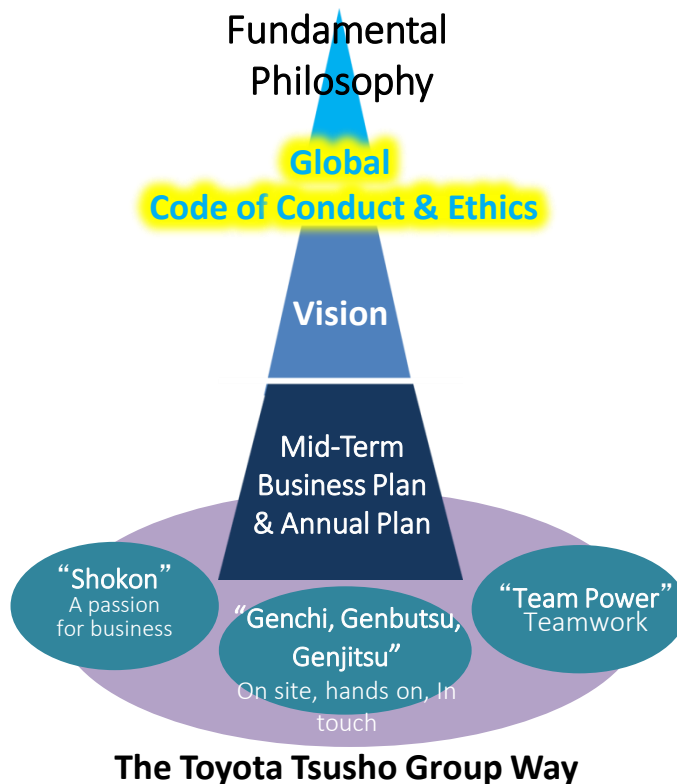 Fundamental
Philosophy
Global
Code of Conduct & Ethics
Vision
Mid-Term
Business Plan
& Annual Plan
“Shokon”
A passion
for business
“Genchi, Genbutsu,
Genjitsu”
On site, hands on, In
touch
“Team Power”
Teamwork
The Toyota Tsusho Group Way